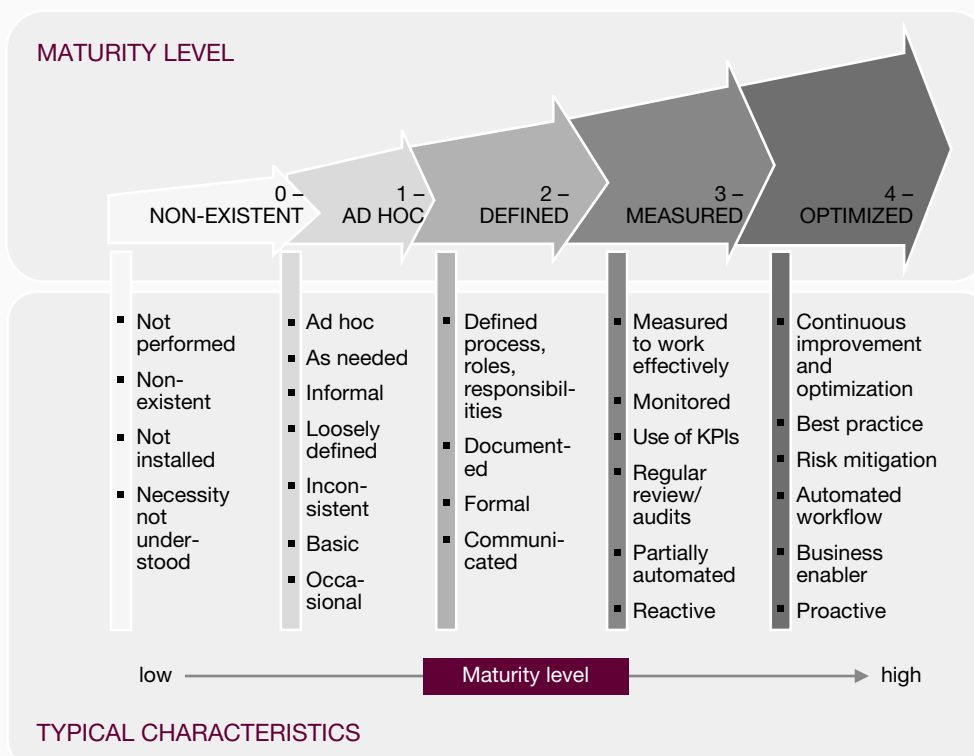 MATURITY LEVEL
0 –
NON-EXISTENT
1 –
AD HOC
2 –
DEFINED
3 –
MEASURED
4 –
OPTIMIZED
▪ Not
performed
▪ Non-
existent
▪ Not
installed
▪ Necessity
not
under-
stood
▪ Ad hoc
▪ As needed
▪ Informal
▪ Loosely
defined
▪ Incon-
sistent
▪ Basic
▪ Occa-
sional
▪ Defined
process,
roles,
responsibil-
ities
▪ Document-
ed
▪ Formal
▪ Communi-
cated
▪ Measured
to work
effectively
▪ Monitored
▪ Use of KPIs
▪ Regular
review/
audits
▪ Partially
automated
▪ Reactive
▪ Continuous
improvement
and
optimization
▪ Best practice
▪ Risk mitigation
▪ Automated
workflow
▪ Business
enabler
▪ Proactive
low
Maturity level
high
TYPICAL CHARACTERISTICS